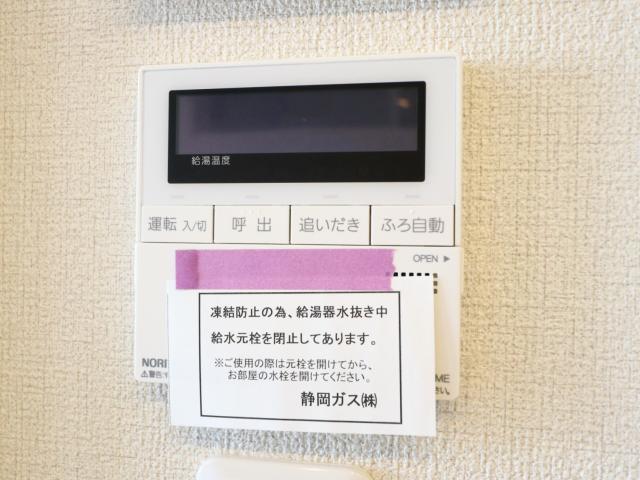 給湯温度
運転 入/切 呼出 追いだき ふろ自動
OPEN ▶
凍結防止の為、給湯器水抜き中
給水元栓を閉止してあります。
※ご使用の際は元栓を開けてから、
お部屋の水栓を開けてください。
静岡ガス㈱
NORI
⚠警告